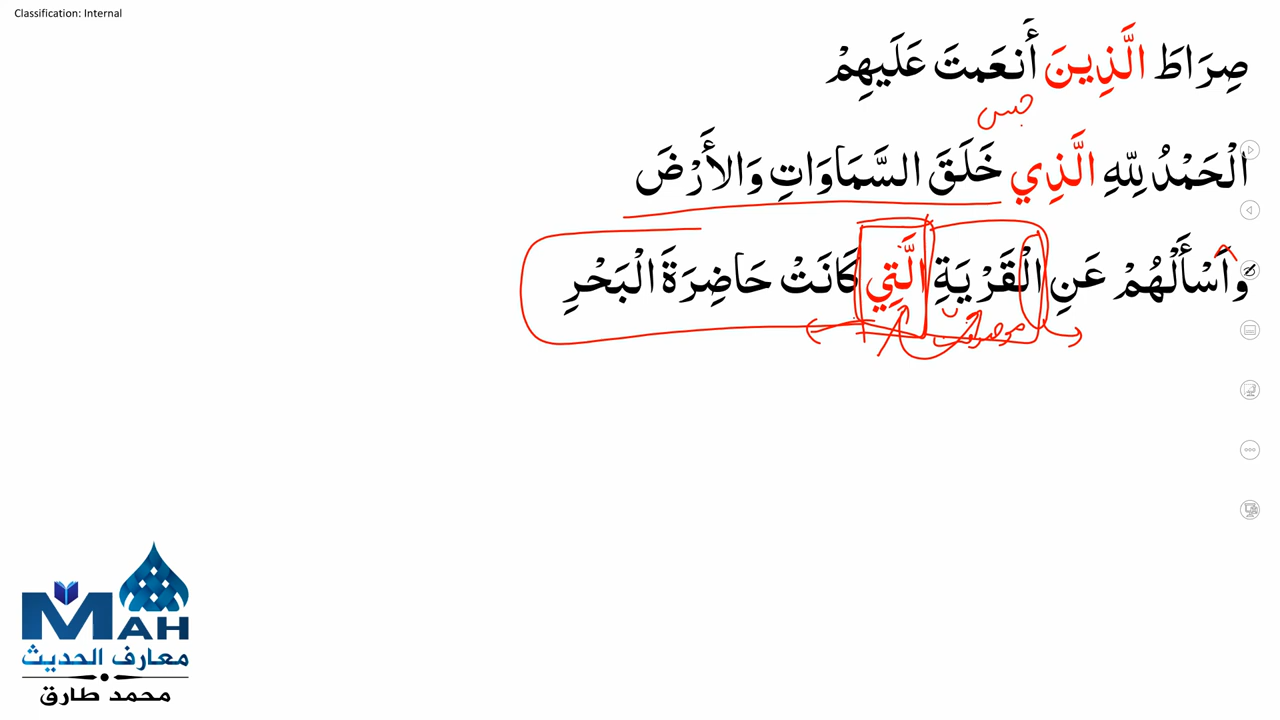 Classification: Internal
صِرَاطَ الَّذِينَ أَنعَمتَ عَلَيهِمْ
جنس
الْحَمْدُ لِلّهِ الَّذِي خَلَقَ السَّمَاوَاتِ وَالأَرْضَ
وَاَسْأَلْهُمْ عَنِ الْقَرْيَةِ الَّتِي كَانَتْ حَاضِرَةَ الْبَحْرِ
موصوف
MAH
معارف الحديث
محمد طارق